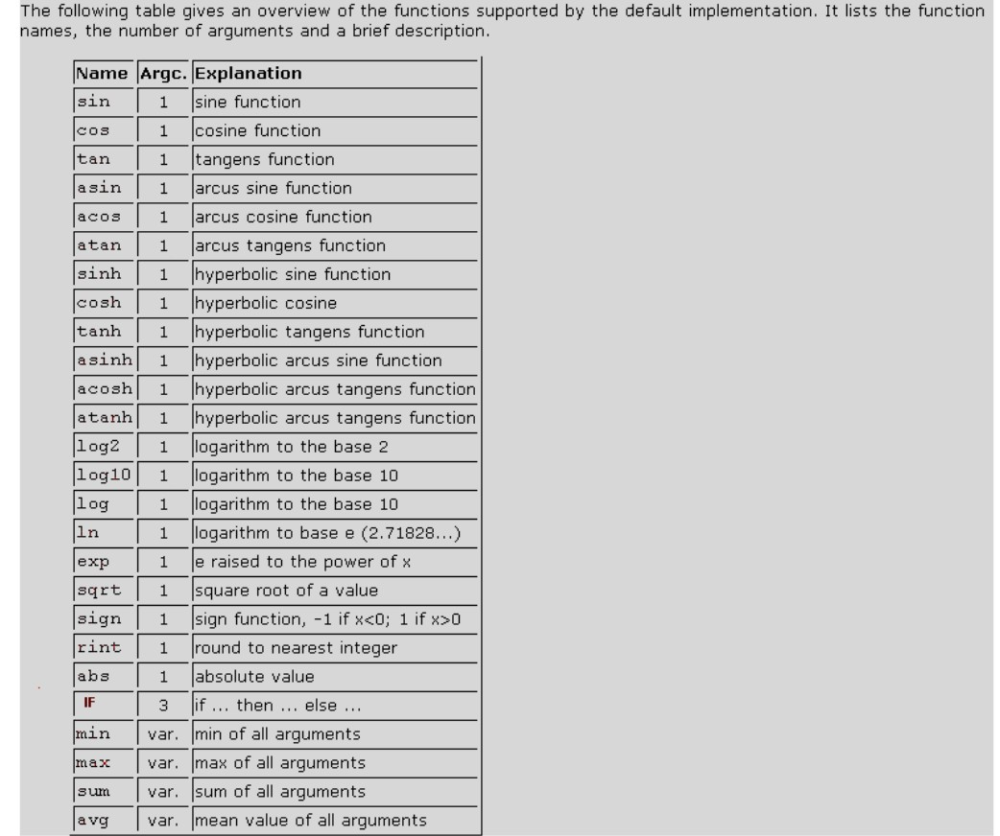 The following table gives an overview of the functions supported by the default implementation. It lists the function
names, the number of arguments and a brief description.
Name Argc. Explanation
sin 1 sine function
cos 1 cosine function
tan 1 tangens function
asin 1 arcus sine function
acos 1 arcus cosine function
atan 1 arcus tangens function
sinh 1 hyperbolic sine function
cosh 1 hyperbolic cosine
tanh 1 hyperbolic tangens function
asinh 1 hyperbolic arcus sine function
acosh 1 hyperbolic arcus tangens function
atanh 1 hyperbolic arcus tangens function
log2 1 logarithm to the base 2
log10 1 logarithm to the base 10
log 1 logarithm to the base 10
ln 1 logarithm to base e (2.71828...)
exp 1 e raised to the power of x
sqrt 1 square root of a value
sign 1 sign function, -1 if x<0; 1 if x>0
rint 1 round to nearest integer
abs 1 absolute value
IF 3 if ... then ... else ...
min var. min of all arguments
max var. max of all arguments
sum var. sum of all arguments
avg var. mean value of all arguments